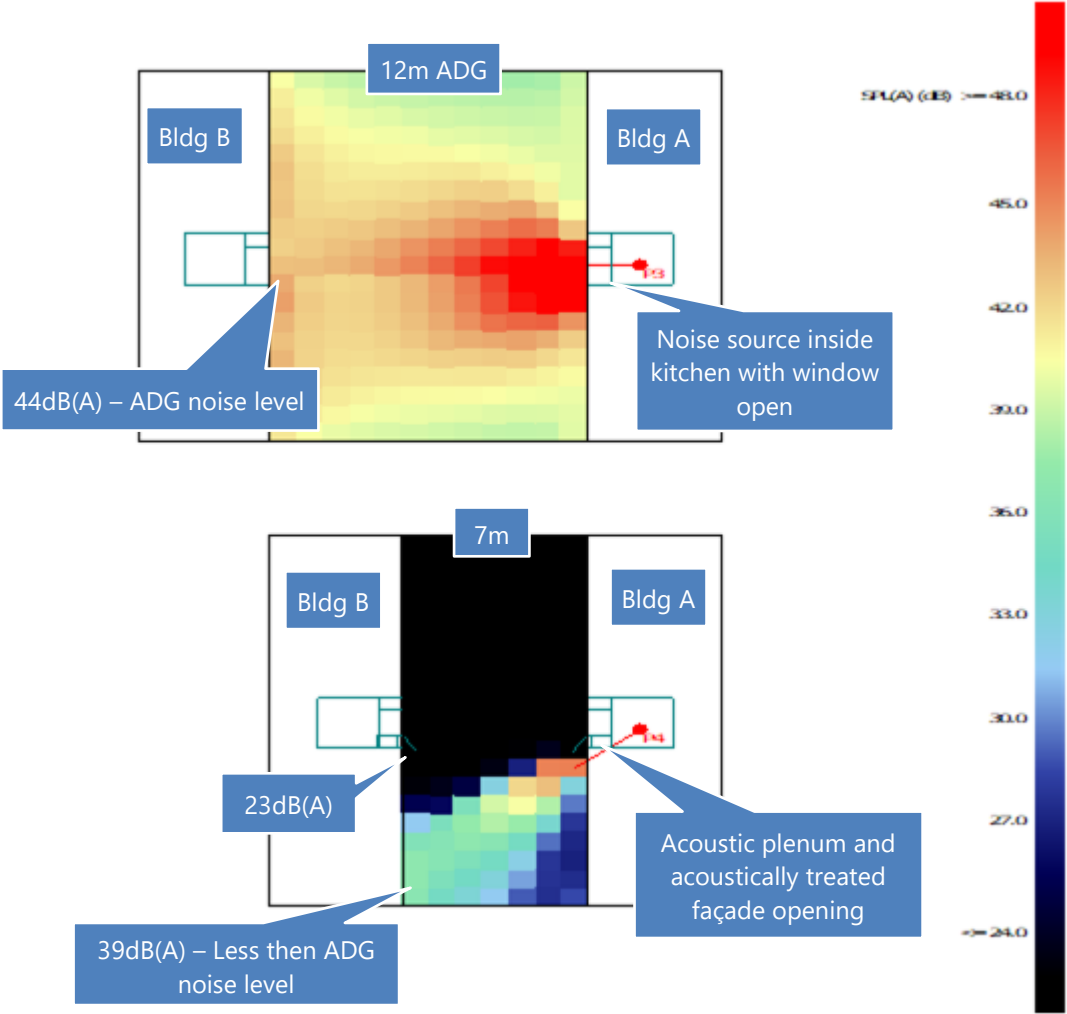 12m ADG
SPL(A) (dB) >= 48.0
Bldg B
Bldg A
45.0
P3
42.0
Noise source inside
kitchen with window
open
44dB(A) – ADG noise level
39.0
36.0
7m
Bldg B
Bldg A
33.0
30.0
P4
23dB(A)
27.0
Acoustic plenum and
acoustically treated
façade opening
<= 24.0
39dB(A) – Less then ADG
noise level